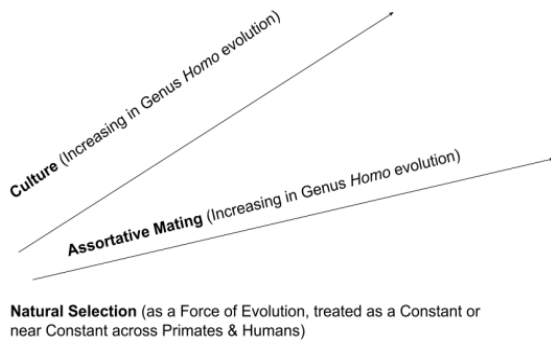 Culture (Increasing in Genus Homo evolution)
Assortative Mating (Increasing in Genus Homo evolution)
Natural Selection (as a Force of Evolution, treated as a Constant or
near Constant across Primates & Humans)